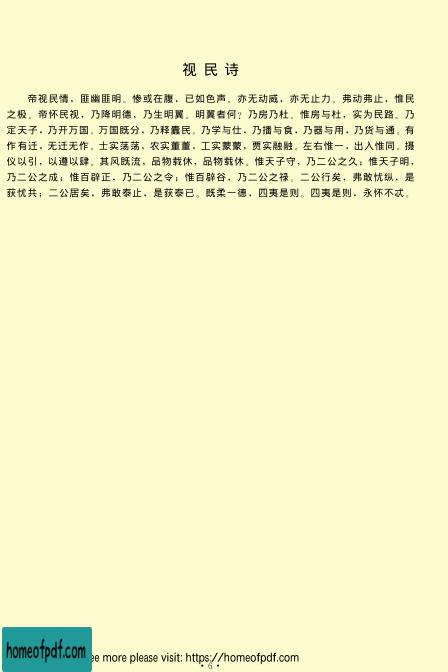 视民诗
帝视民情，匪幽匪明。惨或在腹，已如色声。亦无动威，亦无止力。弗动弗止，惟民
之极。帝怀民视，乃降明德，乃生明翼。明翼者何？乃房乃杜。惟房与杜，实为民路。乃
定天子，乃开万国。万国既分，乃释蠹民。乃学与仕，乃播与食，乃器与用，乃货与通。有
作有迁，无迁无作。士实荡荡，农实董董，工实蒙蒙，贾实融融。左右惟一，出入惟同。摄
仪以引，以遵以肆。其风既流，品物载休，品物载休。惟天子守，乃二公之久；惟天子明，
乃二公之成；惟百辟正，乃二公之令；惟百辟谷，乃二公之禄。二公行矣，弗敢忧纵，是
获忧共；二公居矣，弗敢泰止，是获泰已。既柔一德，四夷是则。四夷是则，永怀不忒。
homeofpdf.com
ee more please visit: https://homeofpdf.com
· 6 ·